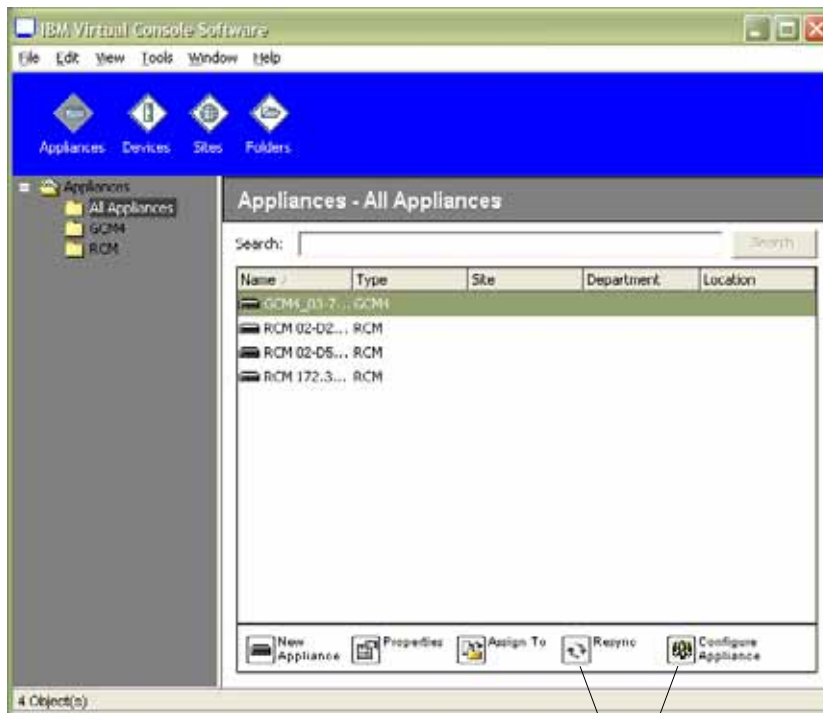 IBM Virtual Console Software
File Edit View Tools Window Help
Appliances Devices Sites Folders
Appliances
All Appliances
GCM4
RCM
Appliances - All Appliances
Search: Search
Name Type Site Department Location
GCM4_03-7... GCM4
RCM 02-D2... RCM
RCM 02-D5... RCM
RCM 172.3... RCM
New Appliance Properties Assign To Resync Configure Appliance
4 Object(s)